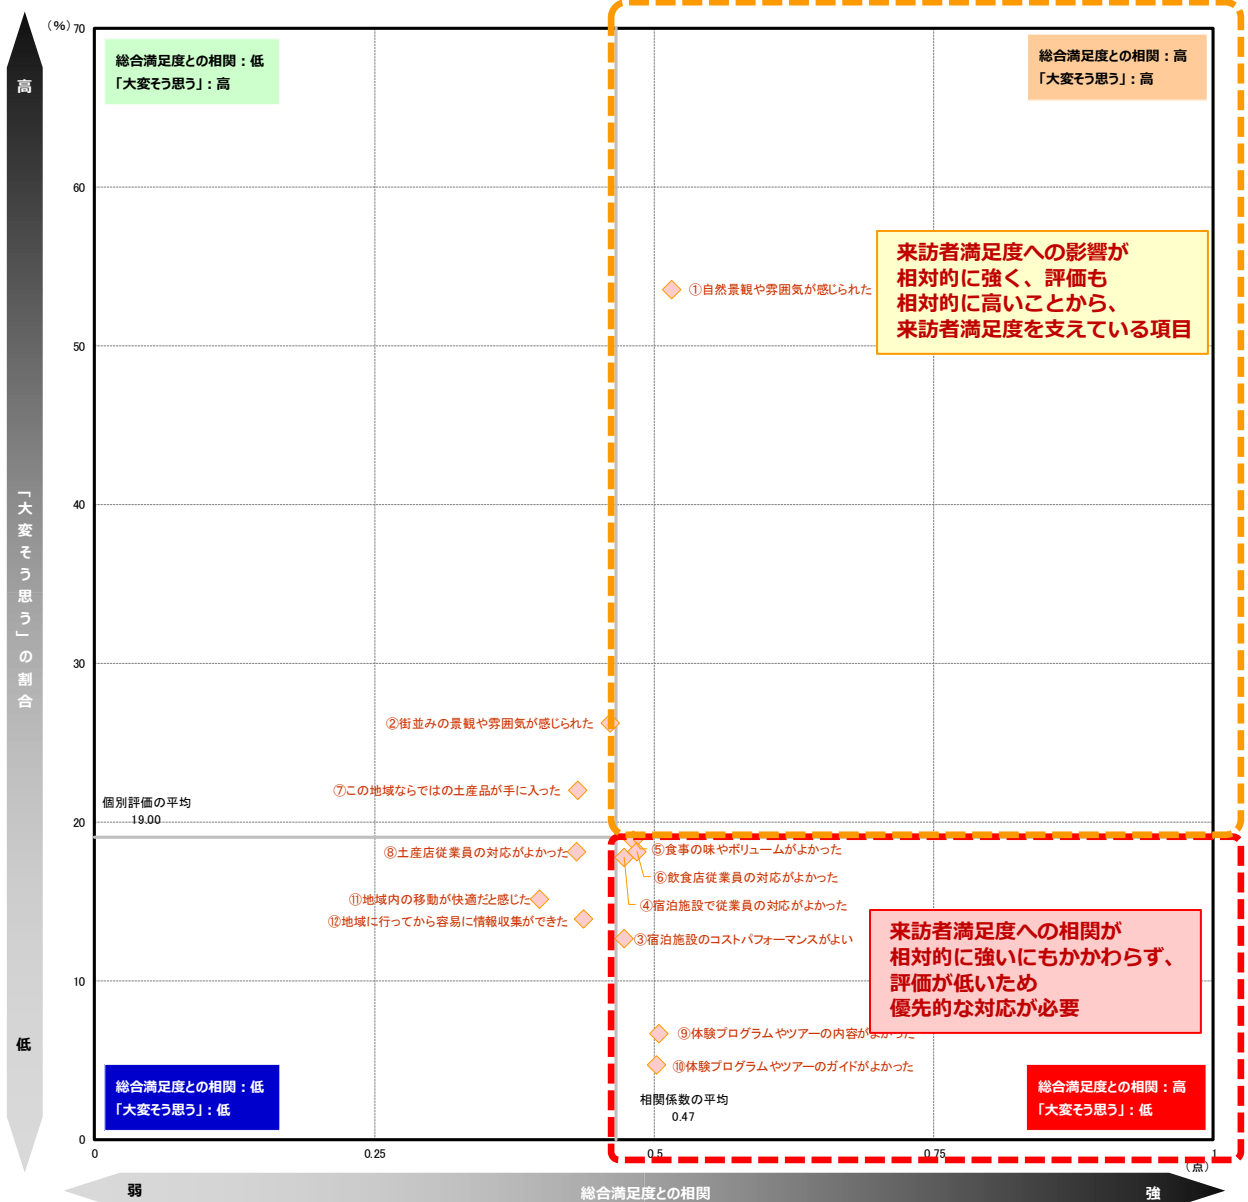 (%)
70
60
50
40
30
20
10
0
0
0.25
0.5
0.75
1
(点)
高
「大変そう思う」の割合
低
弱
総合満足度との相関
強
総合満足度との相関：低
「大変そう思う」：高
総合満足度との相関：高
「大変そう思う」：高
来訪者満足度への影響が
相対的に強く、評価も
相対的に高いことから、
来訪者満足度を支えている項目
①自然景観や雰囲気が感じられた
②街並みの景観や雰囲気が感じられた
⑦この地域ならではの土産品が手に入った
個別評価の平均
19.00
⑧土産店従業員の対応がよかった
⑤食事の味やボリュームがよかった
⑥飲食店従業員の対応がよかった
⑪地域内の移動が快適だと感じた
④宿泊施設で従業員の対応がよかった
⑫地域に行ってから容易に情報収集ができた
③宿泊施設のコストパフォーマンスがよい
来訪者満足度への相関が
相対的に強いにもかかわらず、
評価が低いため
優先的な対応が必要
⑨体験プログラムやツアーの内容がよかった
⑩体験プログラムやツアーのガイドがよかった
相関係数の平均
0.47
総合満足度との相関：低
「大変そう思う」：低
総合満足度との相関：高
「大変そう思う」：低